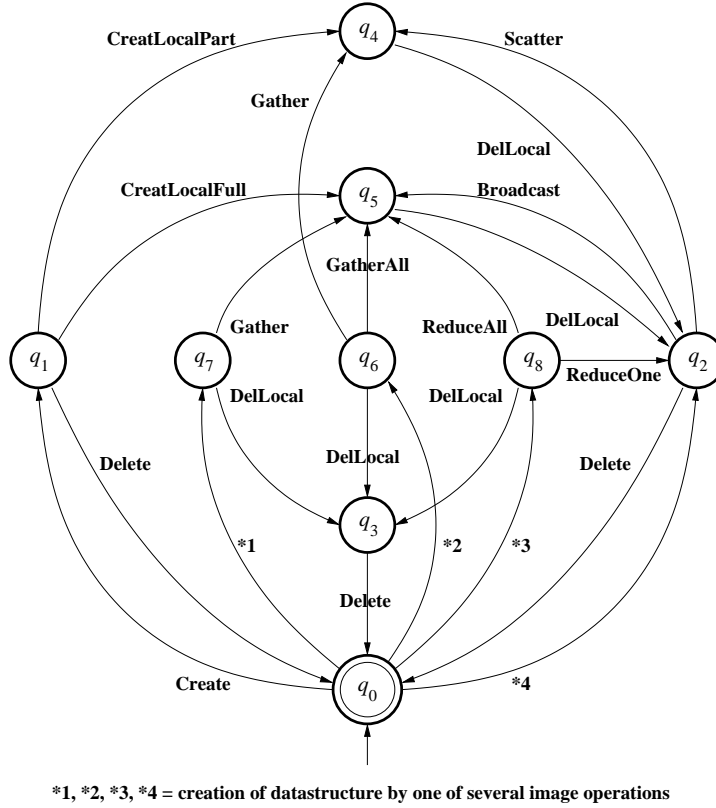 q4
CreatLocalPart
Scatter
Gather
DelLocal
CreatLocalFull
Broadcast
q5
GatherAll
DelLocal
Gather
ReduceAll
q1
q7
q6
q8
q2
ReduceOne
DelLocal
DelLocal
Delete
DelLocal
Delete
q3
*1
*2
*3
Delete
Create
q0
*4
*1, *2, *3, *4 = creation of datastructure by one of several image operations